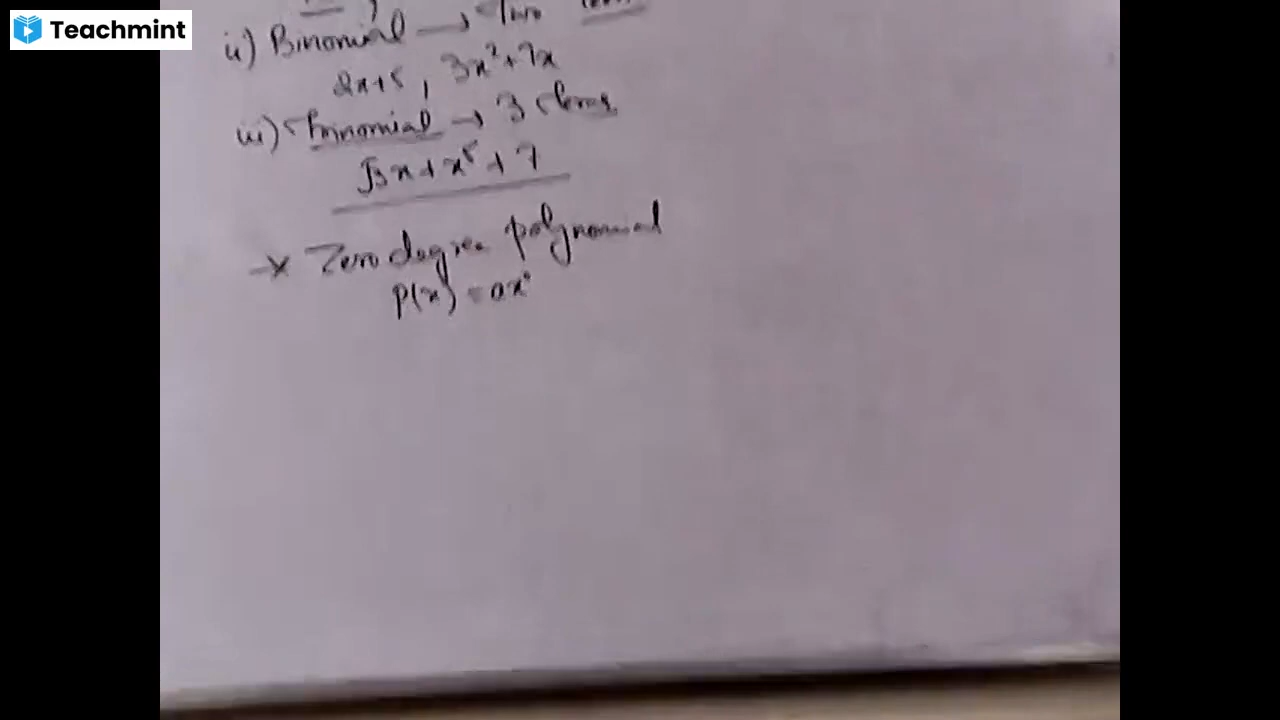 Teachmint
ii) Binomial → Two
2x+5, 3x²+7x
iii) Trinomial → 3 terms
√3x+x⁵+7
Zero degree polynomial
p(x) = ax⁰